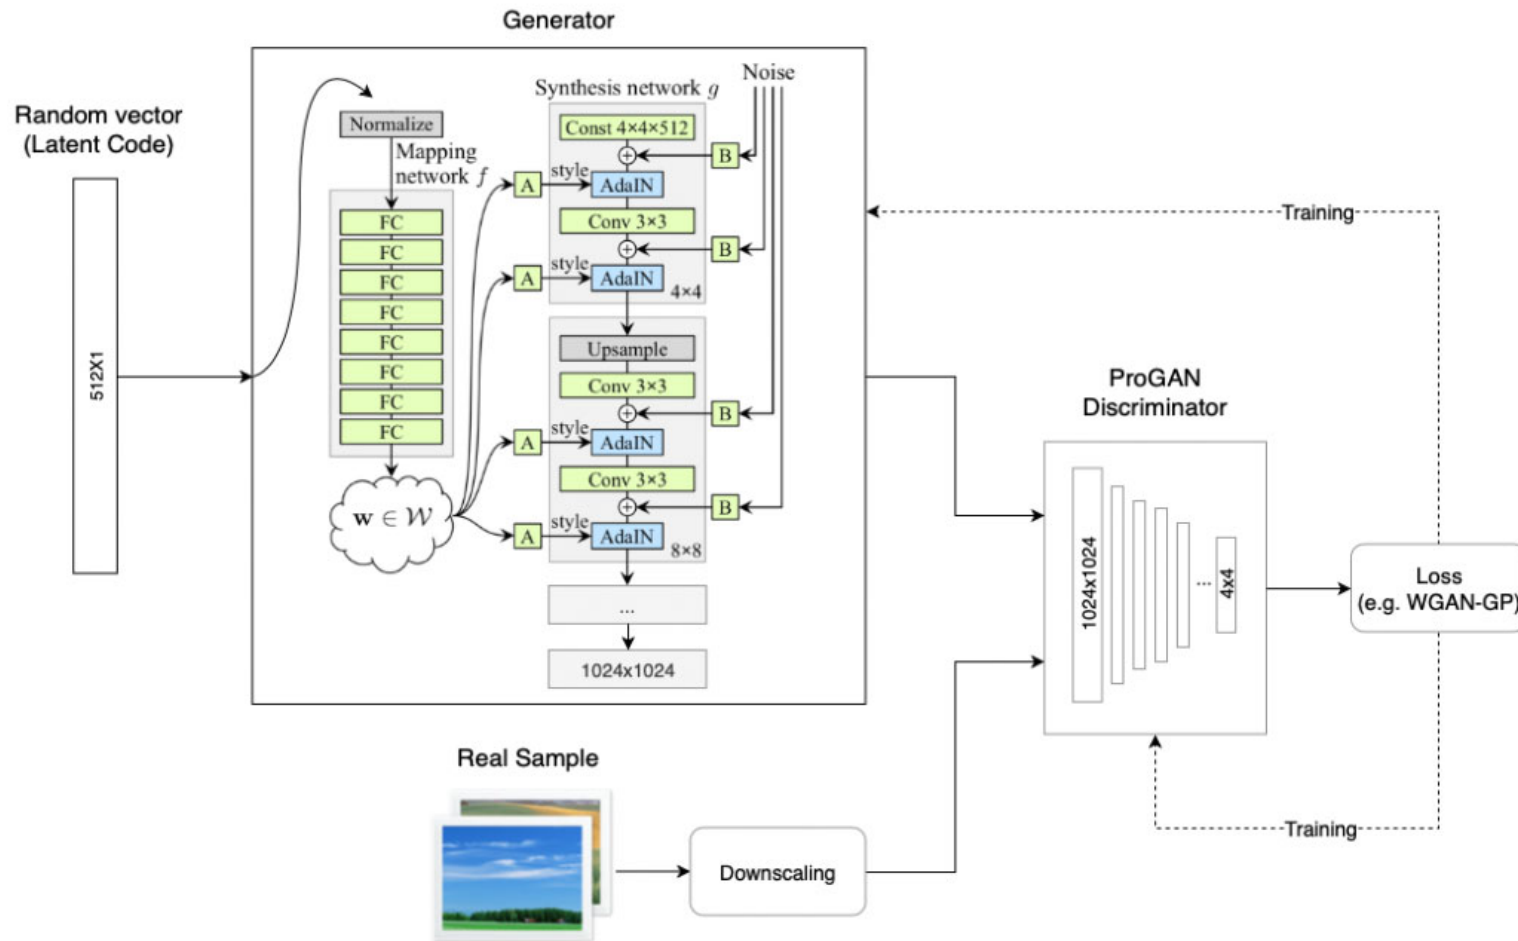 Generator
Random vector
(Latent Code)
512X1
Normalize
Mapping
network f
FC
FC
FC
FC
FC
FC
FC
FC
w ∈ W
Synthesis network g
Noise
Const 4×4×512
B
A
style
AdaIN
Conv 3×3
B
A
style
AdaIN
4×4
Upsample
Conv 3×3
B
A
style
AdaIN
Conv 3×3
B
A
style
AdaIN
8×8
...
1024x1024
Training
ProGAN
Discriminator
1024x1024
...
4x4
Loss
(e.g. WGAN-GP)
Training
Real Sample
Downscaling